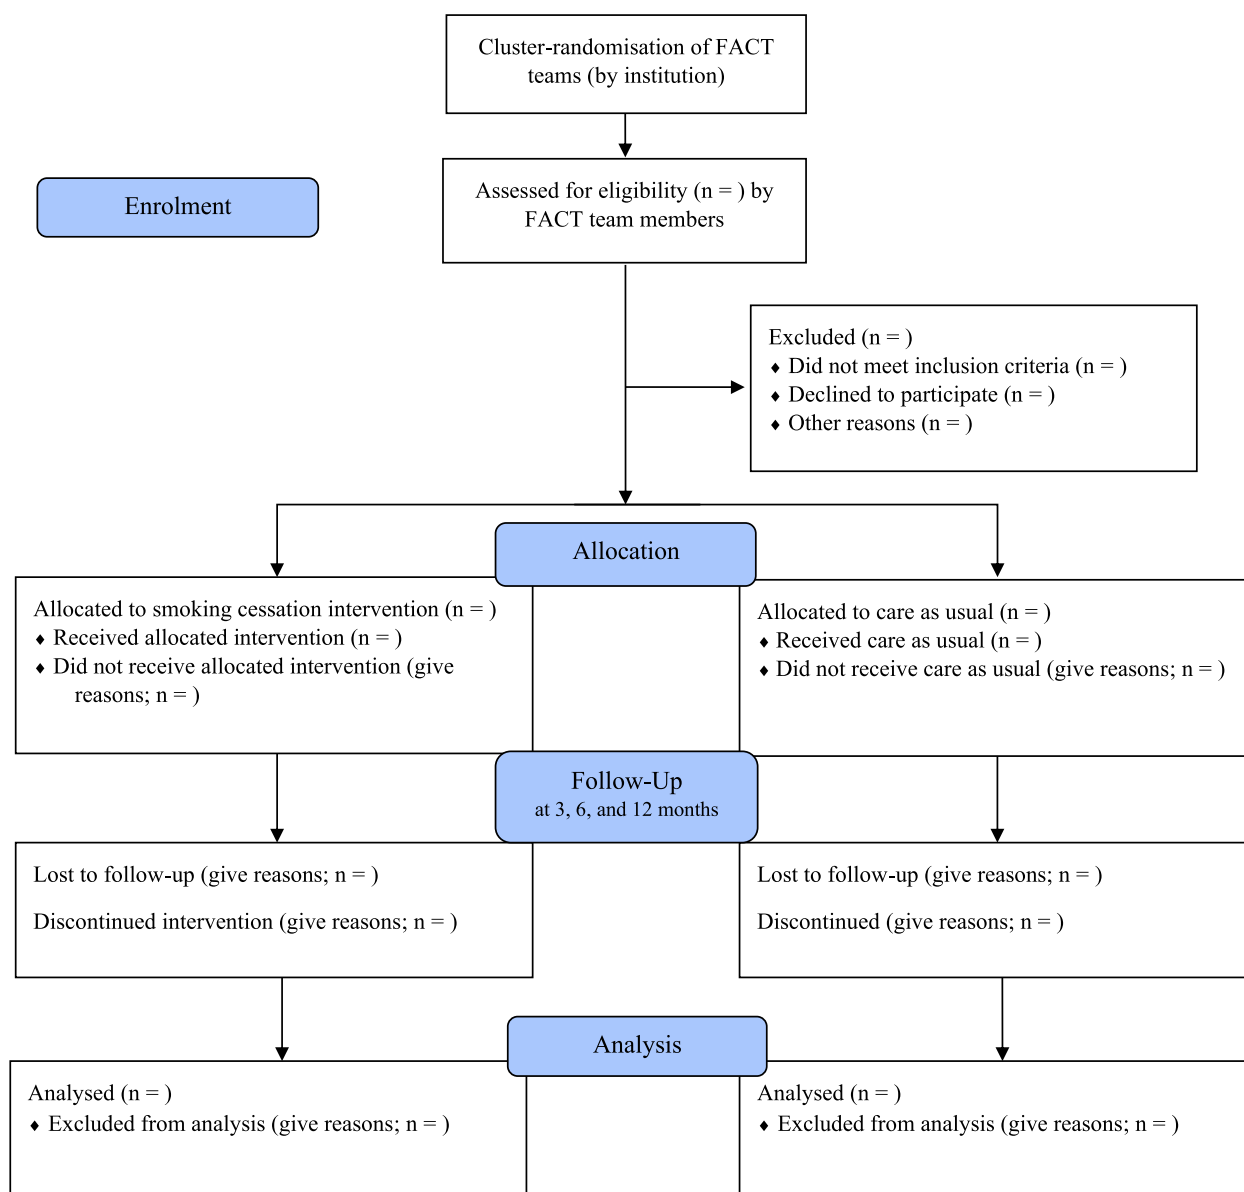 Cluster-randomisation of FACT
teams (by institution)
Enrolment
Assessed for eligibility (n = ) by
FACT team members
Excluded (n = )
♦ Did not meet inclusion criteria (n = )
♦ Declined to participate (n = )
♦ Other reasons (n = )
Allocation
Allocated to smoking cessation intervention (n = )
♦ Received allocated intervention (n = )
♦ Did not receive allocated intervention (give
reasons; n = )
Allocated to care as usual (n = )
♦ Received care as usual (n = )
♦ Did not receive care as usual (give reasons; n = )
Follow-Up
at 3, 6, and 12 months
Lost to follow-up (give reasons; n = )
Discontinued intervention (give reasons; n = )
Lost to follow-up (give reasons; n = )
Discontinued (give reasons; n = )
Analysis
Analysed (n = )
♦ Excluded from analysis (give reasons; n = )
Analysed (n = )
♦ Excluded from analysis (give reasons; n = )